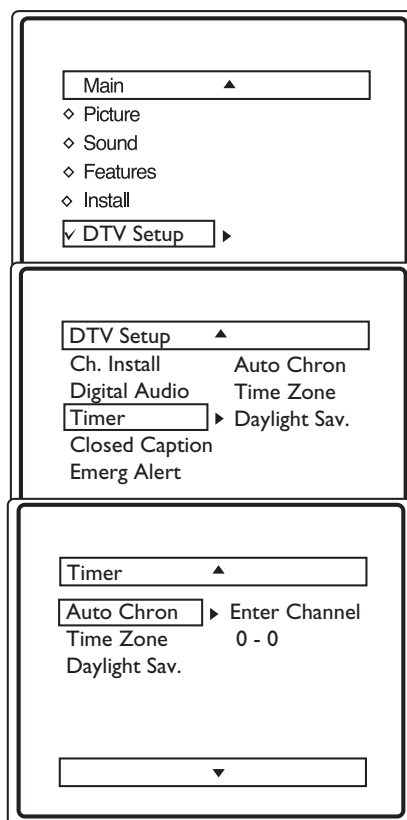 Main
Picture
Sound
Features
Install
DTV Setup
DTV Setup
Ch. Install Auto Chron
Digital Audio Time Zone
Timer Daylight Sav.
Closed Caption
Emerg Alert
Timer
Auto Chron Enter Channel
Time Zone 0 - 0
Daylight Sav.